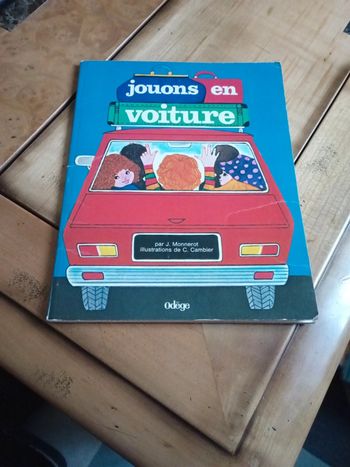 jouons en
voiture
par J. Monnerot
illustrations de C. Cambier
Odège